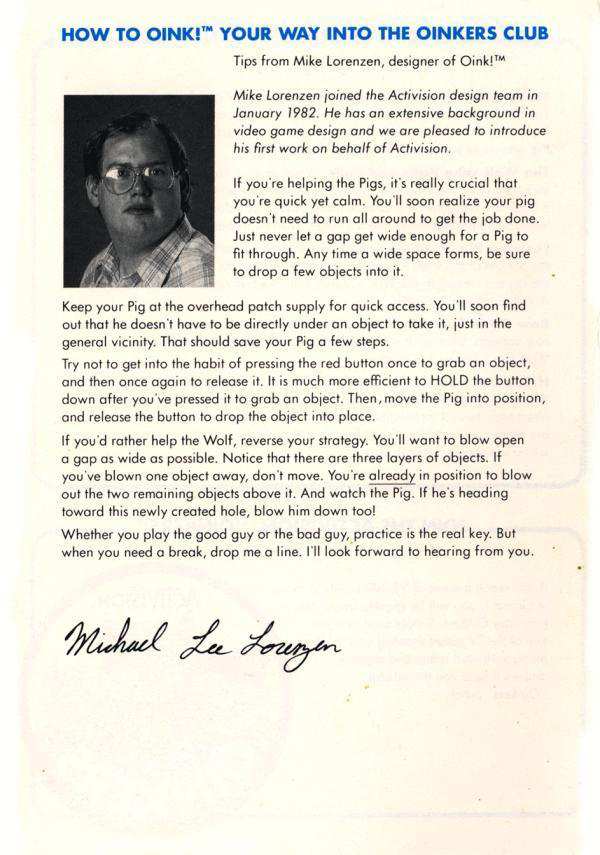 HOW TO OINK!™ YOUR WAY INTO THE OINKERS CLUB
Tips from Mike Lorenzen, designer of Oink!™
Mike Lorenzen joined the Activision design team in
January 1982. He has an extensive background in
video game design and we are pleased to introduce
his first work on behalf of Activision.
If you're helping the Pigs, it's really crucial that
you're quick yet calm. You'll soon realize your pig
doesn't need to run all around to get the job done.
Just never let a gap get wide enough for a Pig to
fit through. Any time a wide space forms, be sure
to drop a few objects into it.
Keep your Pig at the overhead patch supply for quick access. You'll soon find
out that he doesn't have to be directly under an object to take it, just in the
general vicinity. That should save your Pig a few steps.
Try not to get into the habit of pressing the red button once to grab an object,
and then once again to release it. It is much more efficient to HOLD the button
down after you've pressed it to grab an object. Then, move the Pig into position,
and release the button to drop the object into place.
If you'd rather help the Wolf, reverse your strategy. You'll want to blow open
a gap as wide as possible. Notice that there are three layers of objects. If
you've blown one object away, don't move. You're already in position to blow
out the two remaining objects above it. And watch the Pig. If he's heading
toward this newly created hole, blow him down too!
Whether you play the good guy or the bad guy, practice is the real key. But
when you need a break, drop me a line. I'll look forward to hearing from you.
Michael Lee Lorenzen